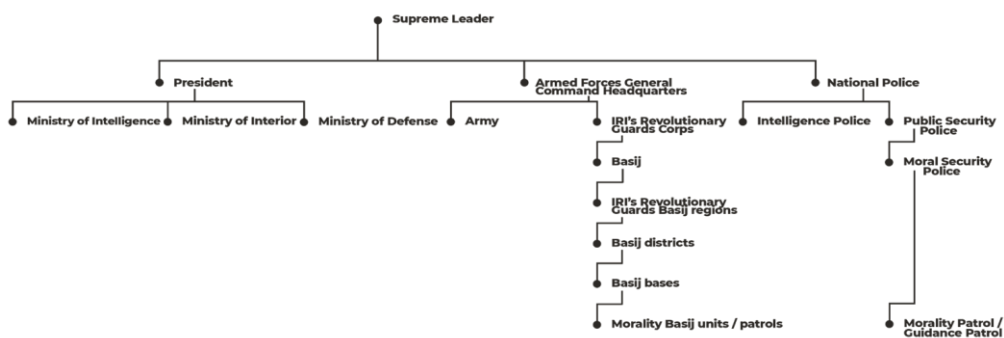 Supreme Leader
President
Armed Forces General
Command Headquarters
National Police
Ministry of Intelligence
Ministry of Interior
Ministry of Defense
Army
IRI's Revolutionary
Guards Corps
Intelligence Police
Public Security
Police
Basij
Moral Security
Police
IRI's Revolutionary
Guards Basij regions
Basij districts
Basij bases
Morality Basij units / patrols
Morality Patrol /
Guidance Patrol